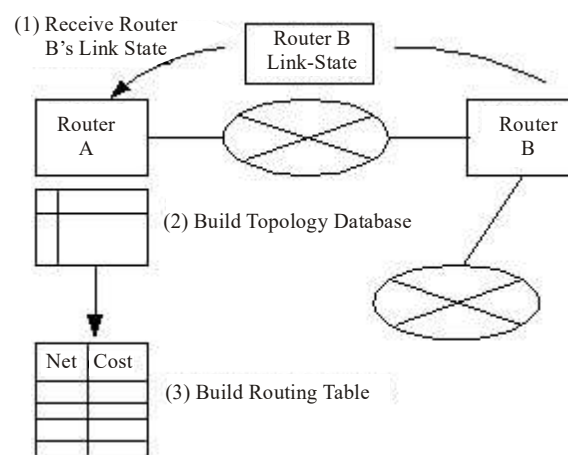 (1) Receive Router
B's Link State
Router B
Link-State
Router
A
Router
B
(2) Build Topology Database
Net Cost
(3) Build Routing Table